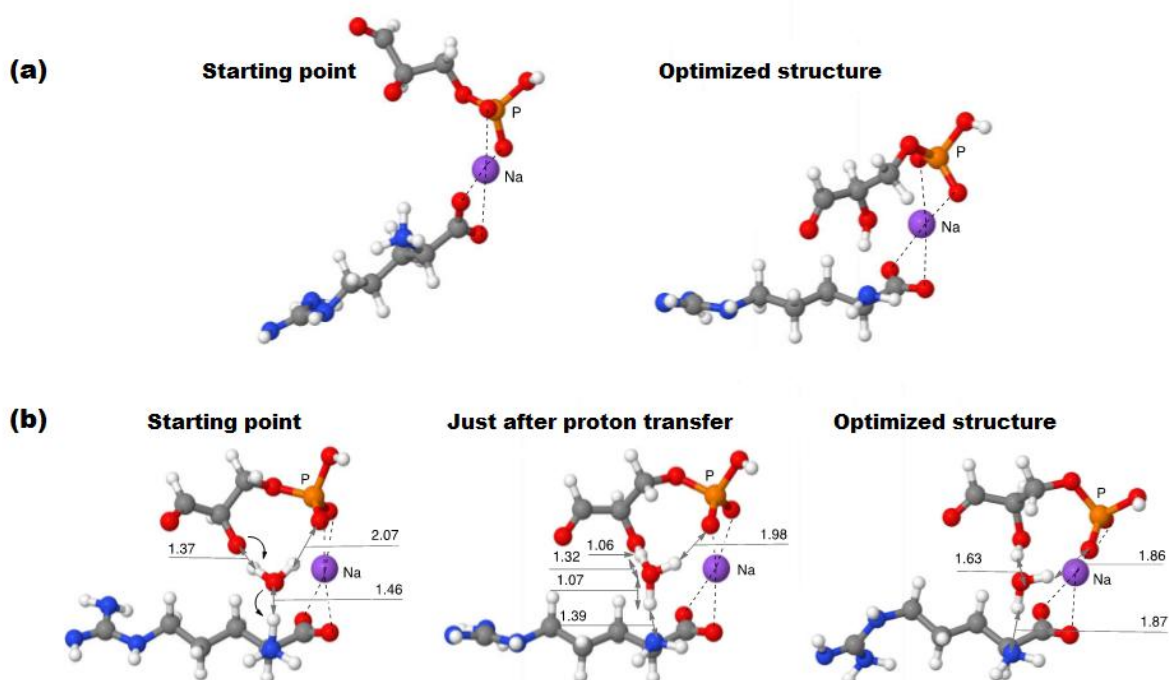 (a) Starting point Optimized structure
P
Na
P
Na
(b) Starting point Just after proton transfer Optimized structure
P
1.37
2.07
Na
1.46
P
1.06
1.98
1.32
1.07
Na
1.39
P
1.63
1.86
Na
1.87